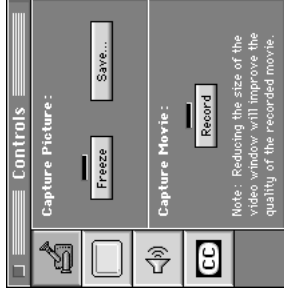 Controls
Capture Picture:
Freeze
Save...
Capture Movie:
Record
CC
Note: Reducing the size of the
video window will improve the
quality of the recorded movie.